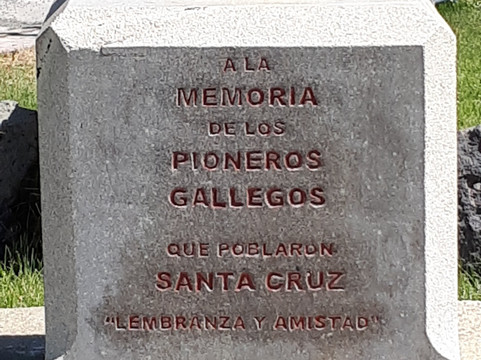 A LA
MEMORIA
DE LOS
PIONEROS
GALLEGOS
QUE POBLARON
SANTA CRUZ
"LEMBRANZA Y AMISTAD"